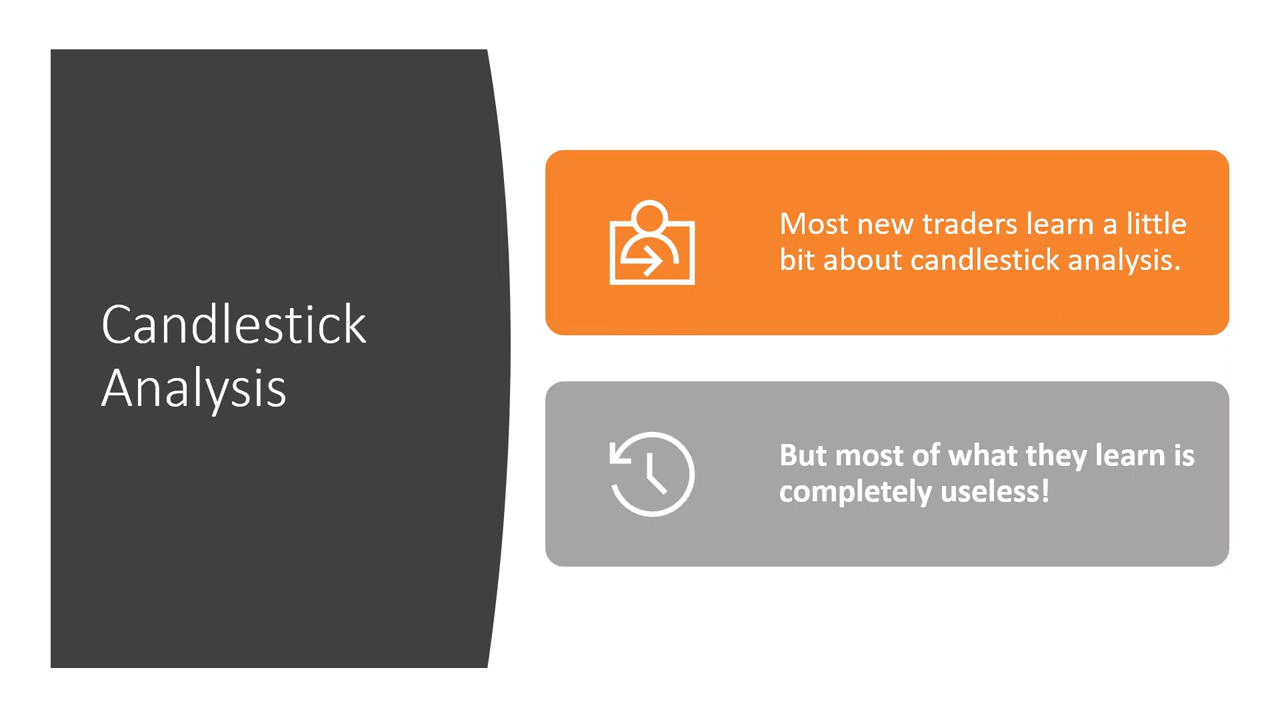 Candlestick
Analysis
Most new traders learn a little
bit about candlestick analysis.
But most of what they learn is
completely useless!